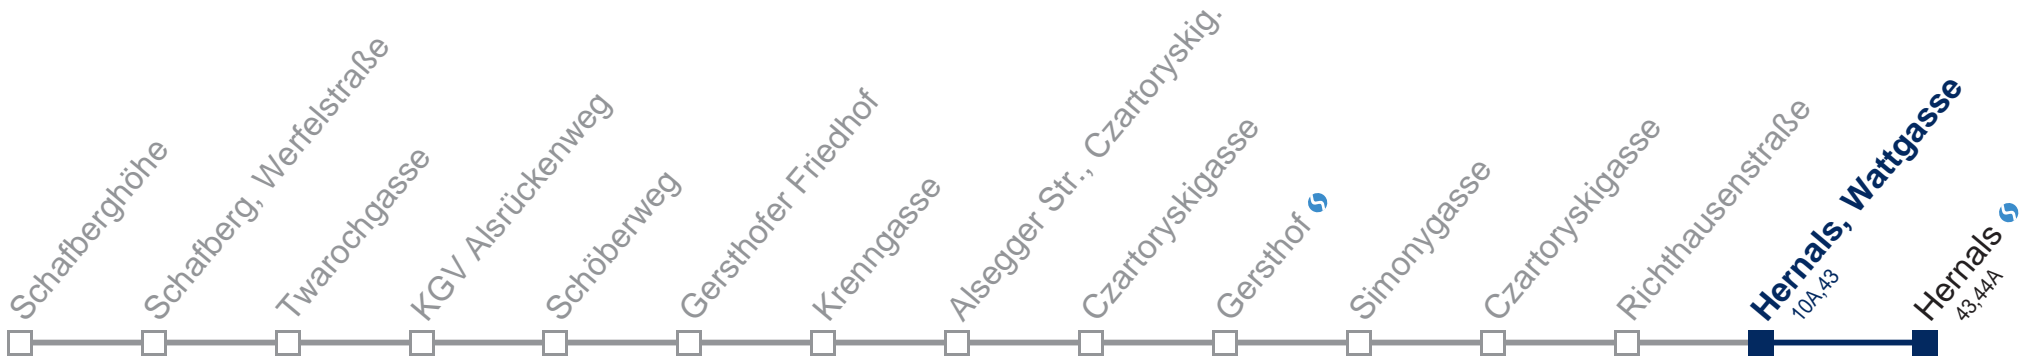 Schafberghöhe
Schafberg, Werfelstraße
Twarochgasse
KGV Alsrückenweg
Schöberweg
Gersthofer Friedhof
Krenngasse
Alsegger Str., Czartoryskig.
Czartoryskigasse
Gersthof
Simonygasse
Czartoryskigasse
Richthausenstraße
Hernals, Wattgasse
10A,43
Hernals
43,44A